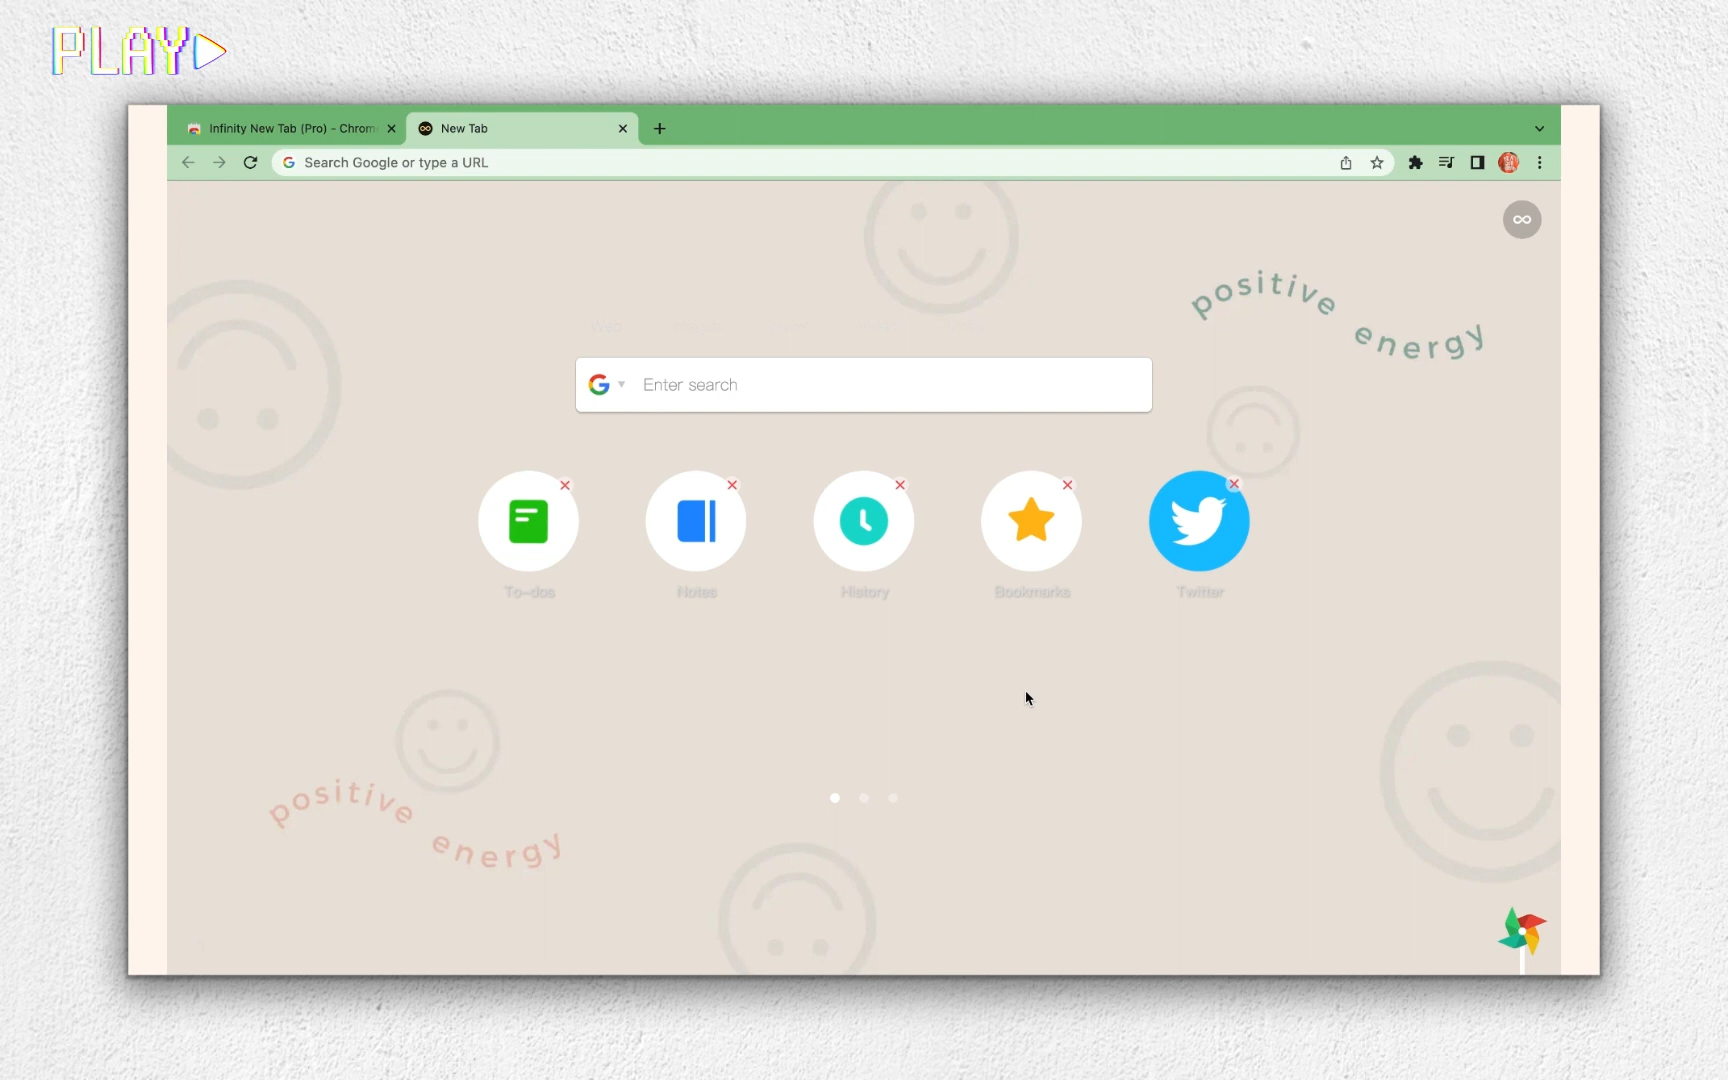 PLAY
Infinity New Tab (Pro) - Chrom
New Tab
Search Google or type a URL
positive energy
Enter search
To-dos
Notes
History
Bookmarks
Twitter
positive energy